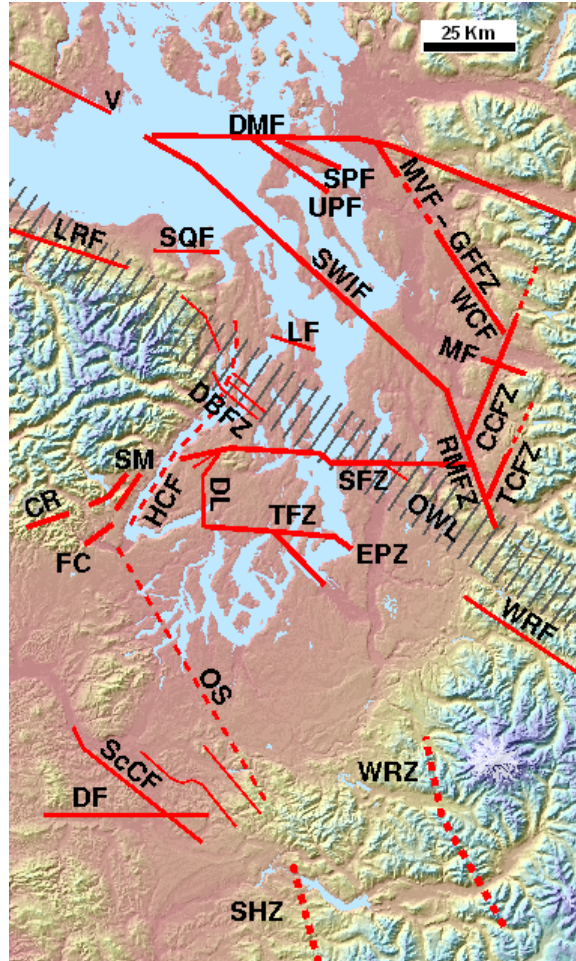 25 Km
V
DMF
SPF
UPF
MVF - GFFZ
LRF
SQF
SWIF
WCF
LF
MF
DBFZ
CCFZ
RMFZ
TCFZ
SM
SFZ
HCF
DL
OWL
CR
TFZ
FC
EPZ
WRF
OS
ScCF
WRZ
DF
SHZ